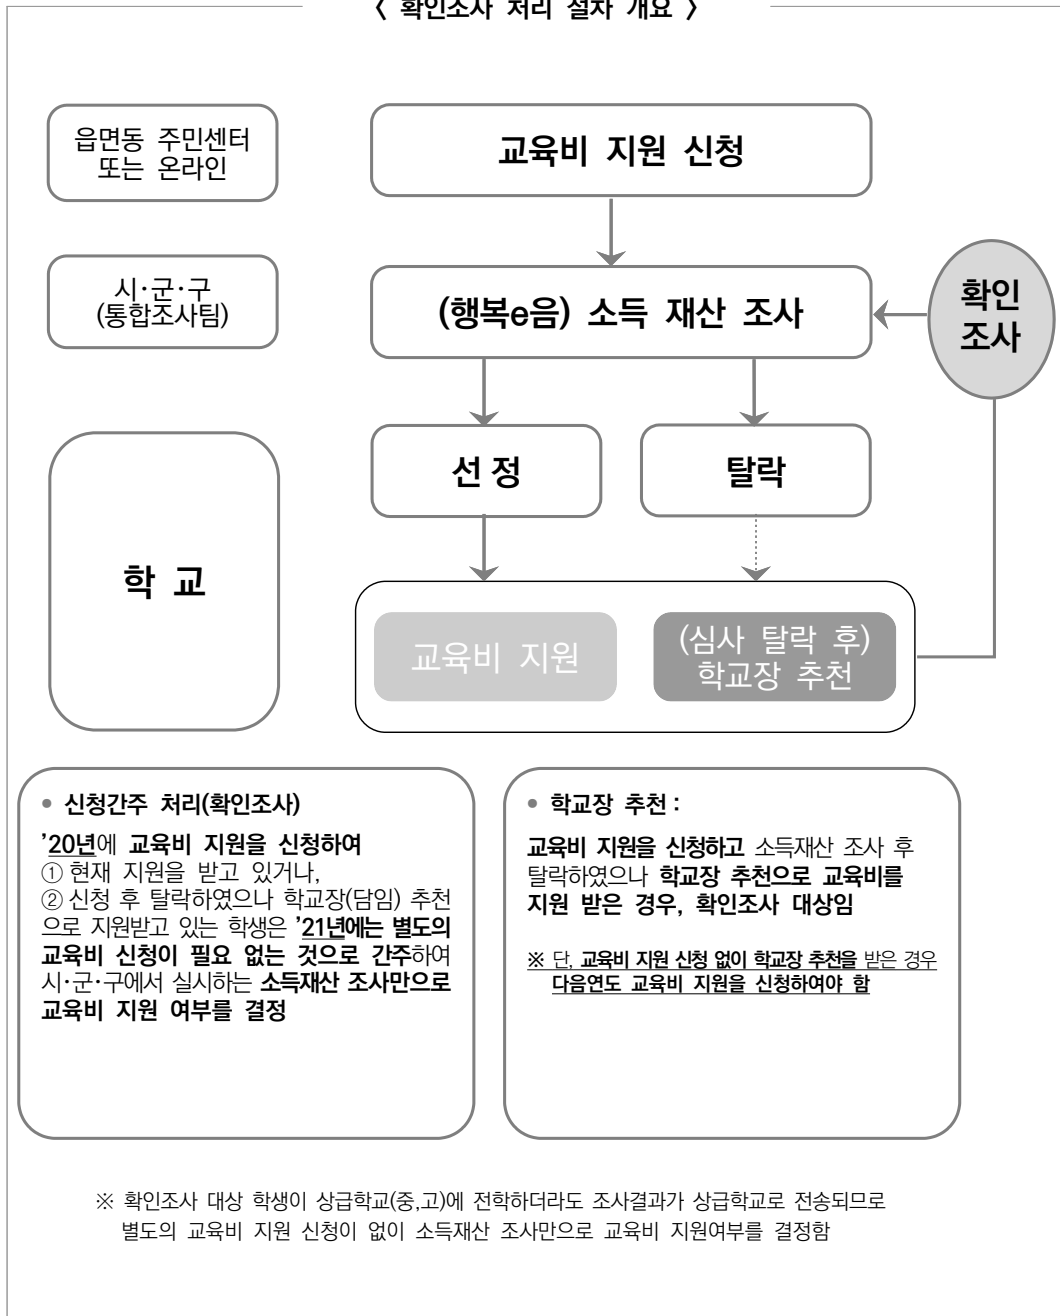 〈 확인조사 처리 절차 개요 〉
읍면동 주민센터
또는 온라인
교육비 지원 신청
시·군·구
(통합조사팀)
(행복e음) 소득 재산 조사
확인
조사
선 정
탈락
학 교
교육비 지원
(심사 탈락 후)
학교장 추천
• 신청간주 처리(확인조사)
’20년에 교육비 지원을 신청하여
① 현재 지원을 받고 있거나,
② 신청 후 탈락하였으나 학교장(담임) 추천
으로 지원받고 있는 학생은 ’21년에는 별도의
교육비 신청이 필요 없는 것으로 간주하여
시·군·구에서 실시하는 소득재산 조사만으로
교육비 지원 여부를 결정
• 학교장 추천 :
교육비 지원을 신청하고 소득재산 조사 후
탈락하였으나 학교장 추천으로 교육비를
지원 받은 경우, 확인조사 대상임
※ 단, 교육비 지원 신청 없이 학교장 추천을 받은 경우
다음연도 교육비 지원을 신청하여야 함
※ 확인조사 대상 학생이 상급학교(중,고)에 전학하더라도 조사결과가 상급학교로 전송되므로
별도의 교육비 지원 신청이 없이 소득재산 조사만으로 교육비 지원여부를 결정함